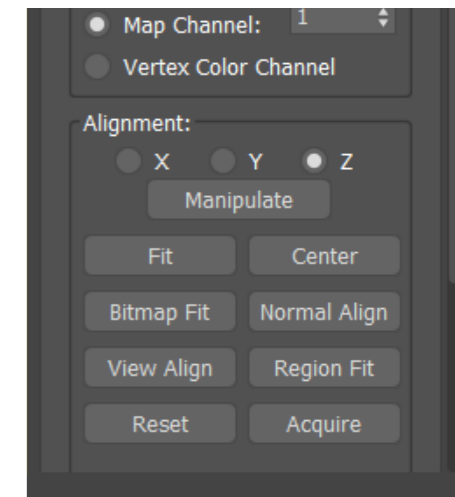 Map Channel: 1
Vertex Color Channel
Alignment:
X Y Z
Manipulate
Fit Center
Bitmap Fit Normal Align
View Align Region Fit
Reset Acquire